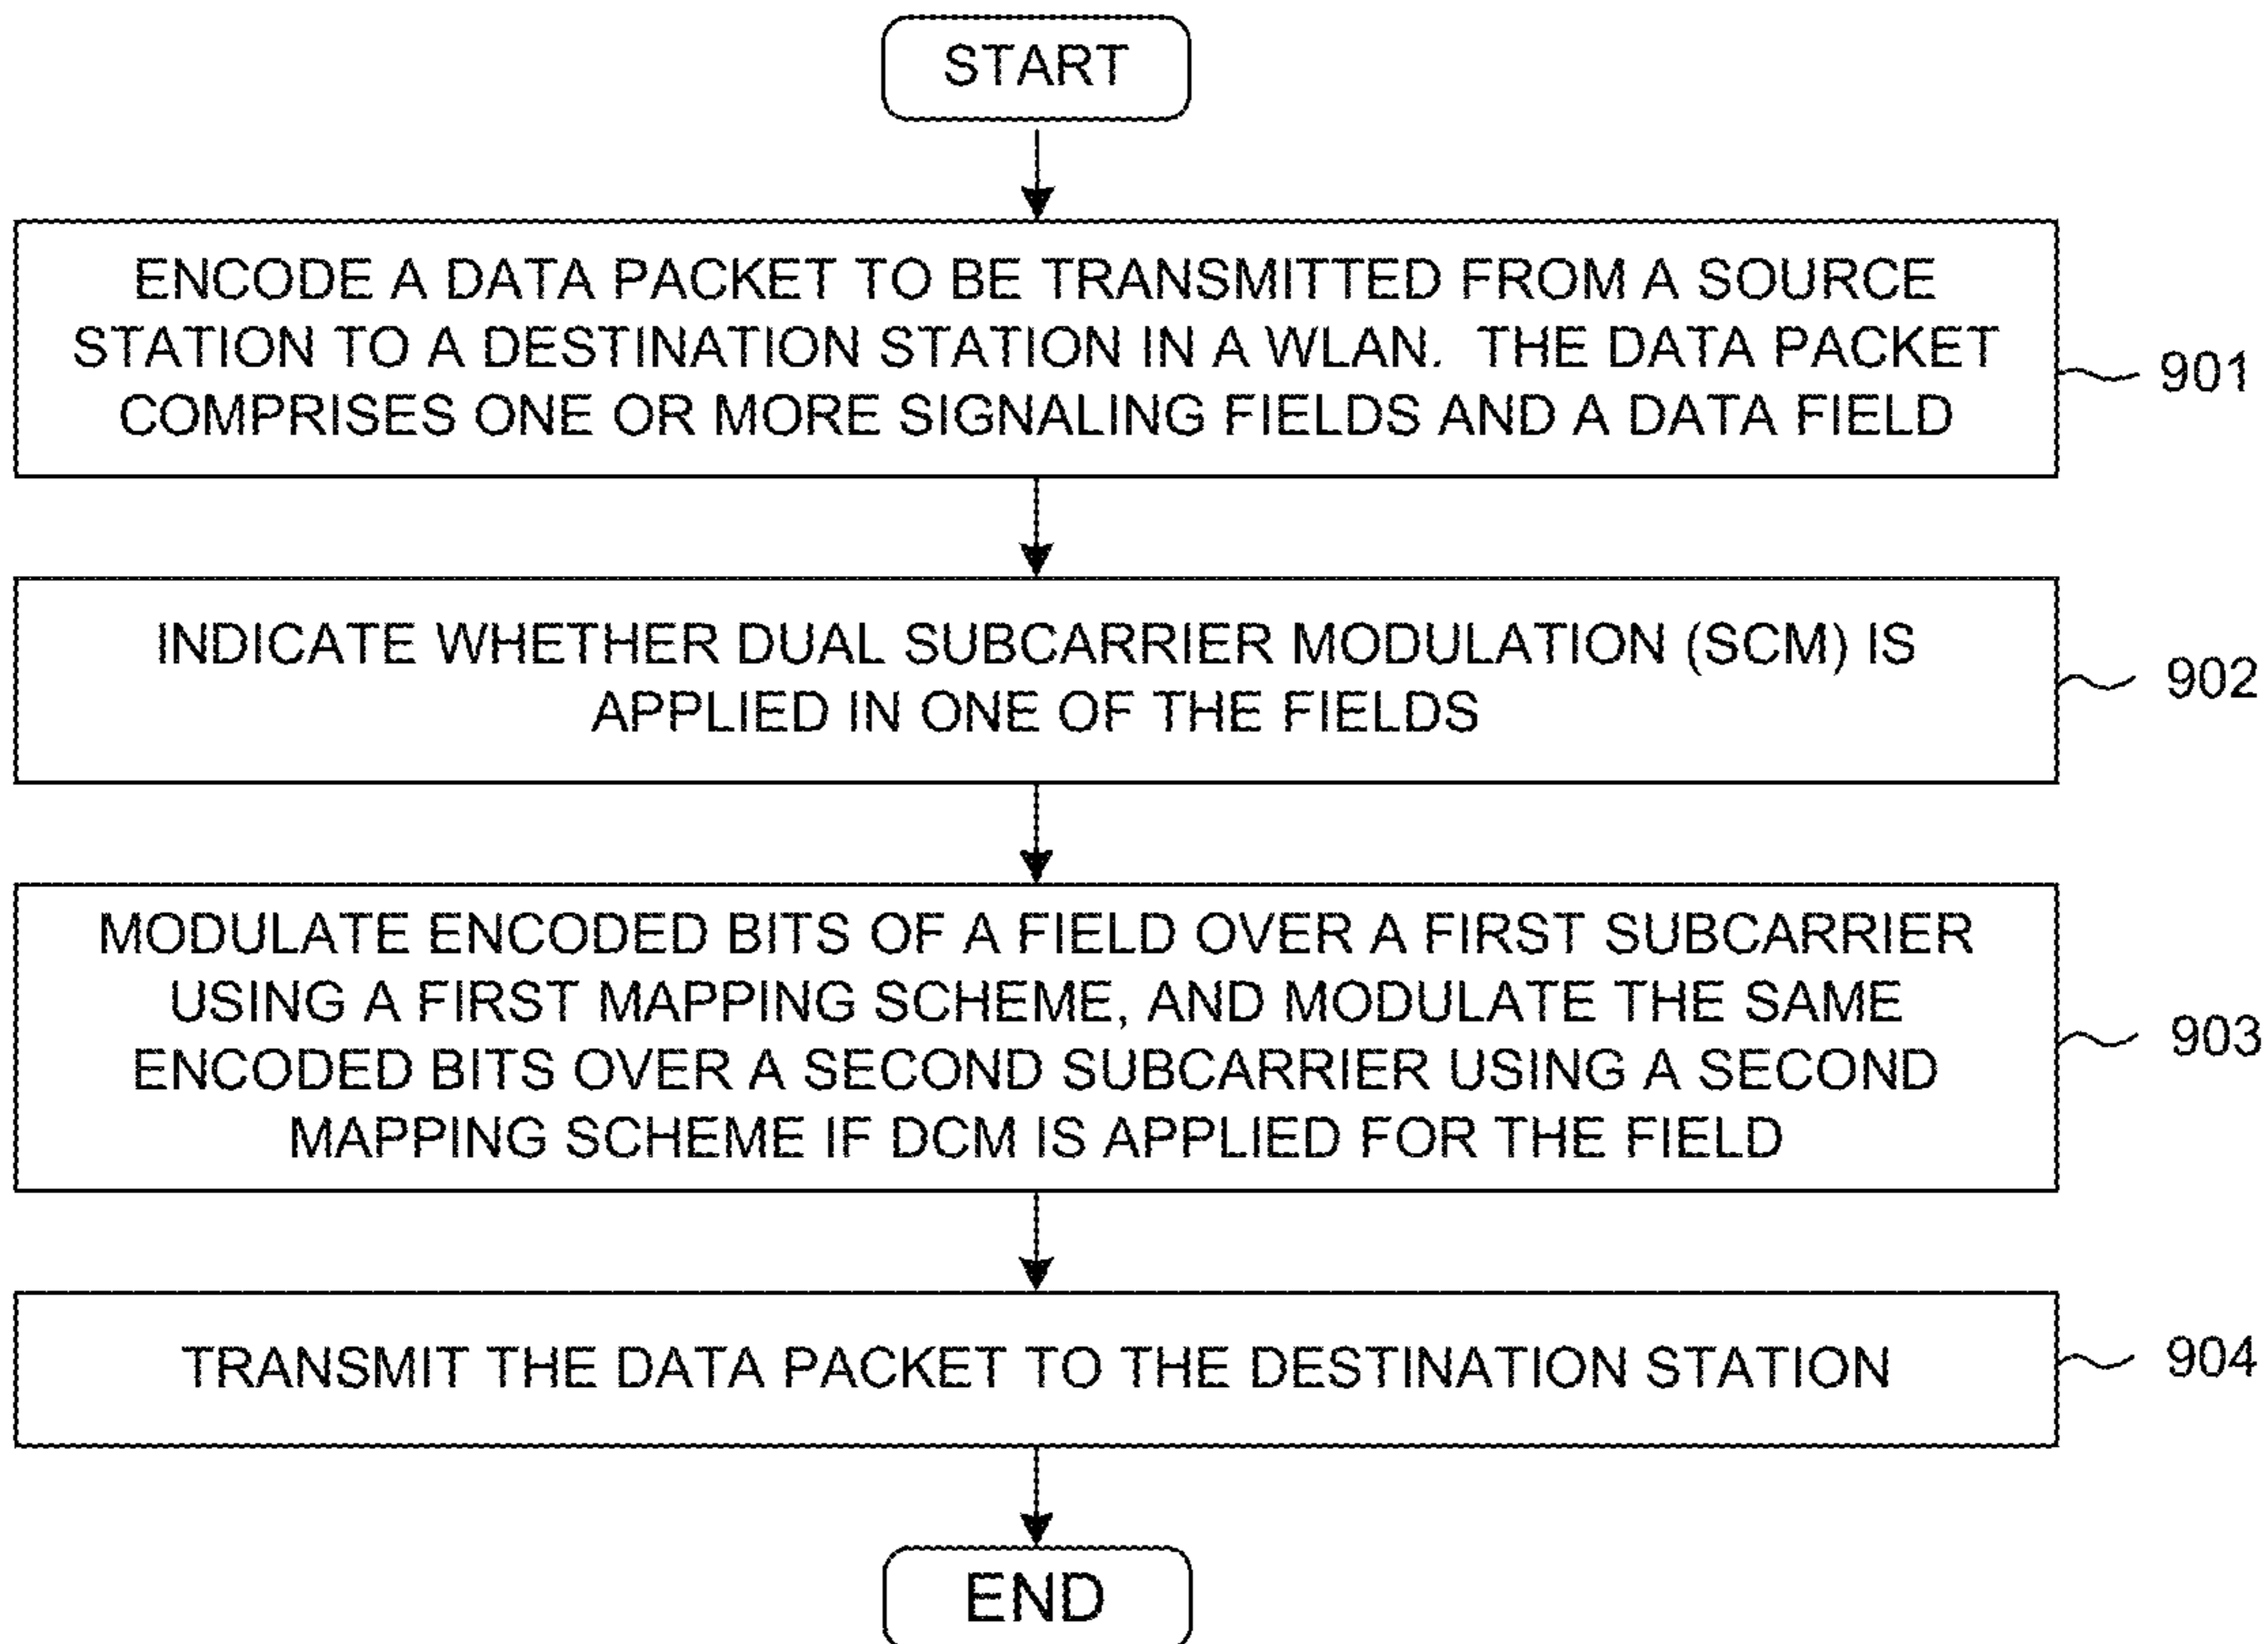 START
ENCODE A DATA PACKET TO BE TRANSMITTED FROM A SOURCE
STATION TO A DESTINATION STATION IN A WLAN. THE DATA PACKET
COMPRISES ONE OR MORE SIGNALING FIELDS AND A DATA FIELD
901
INDICATE WHETHER DUAL SUBCARRIER MODULATION (SCM) IS
APPLIED IN ONE OF THE FIELDS
902
MODULATE ENCODED BITS OF A FIELD OVER A FIRST SUBCARRIER
USING A FIRST MAPPING SCHEME, AND MODULATE THE SAME
ENCODED BITS OVER A SECOND SUBCARRIER USING A SECOND
MAPPING SCHEME IF DCM IS APPLIED FOR THE FIELD
903
TRANSMIT THE DATA PACKET TO THE DESTINATION STATION
904
END